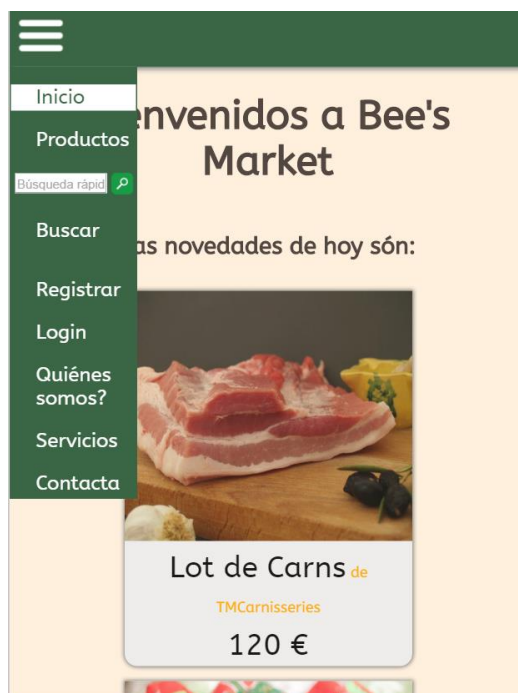 Inicio
Productos
Búsqueda rápid
Buscar
Registrar
Login
Quiénes
somos?
Servicios
Contacta
envenidos a Bee's
Market
as novedades de hoy són:
Lot de Carns de
TMCarnisseries
120 €